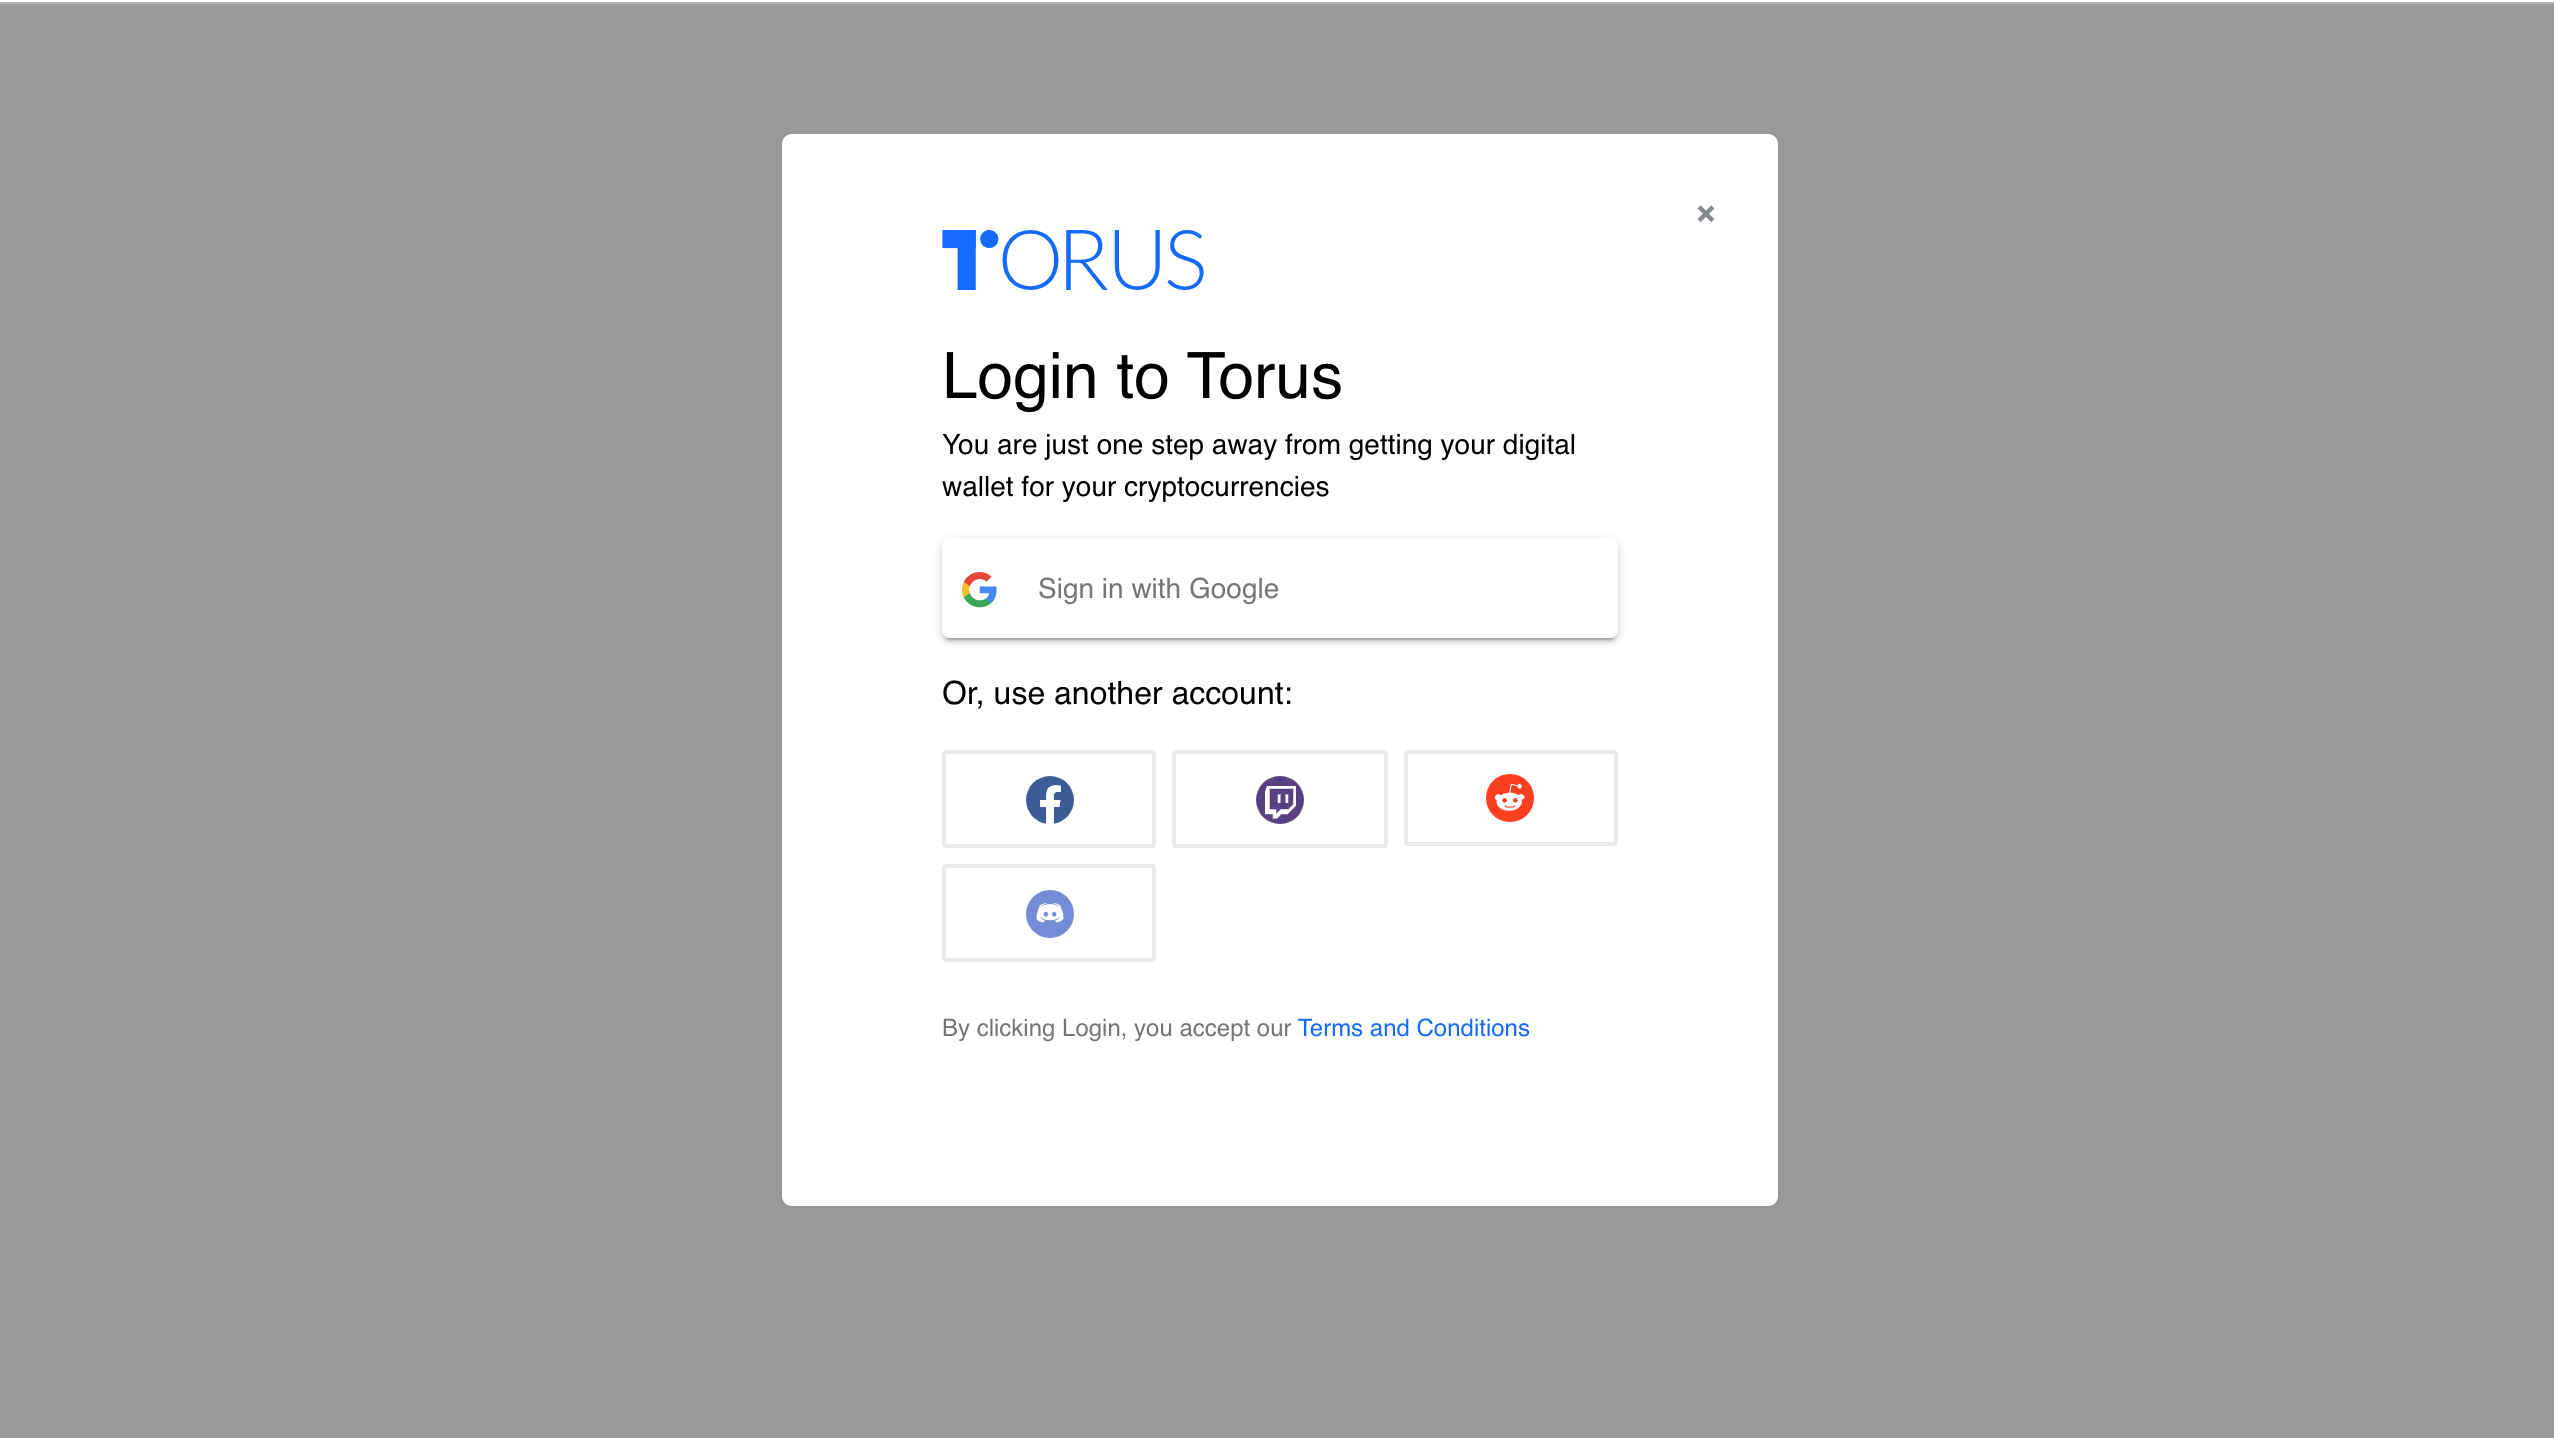 TORUS
Login to Torus
You are just one step away from getting your digital
wallet for your cryptocurrencies
Sign in with Google
Or, use another account:
By clicking Login, you accept our Terms and Conditions